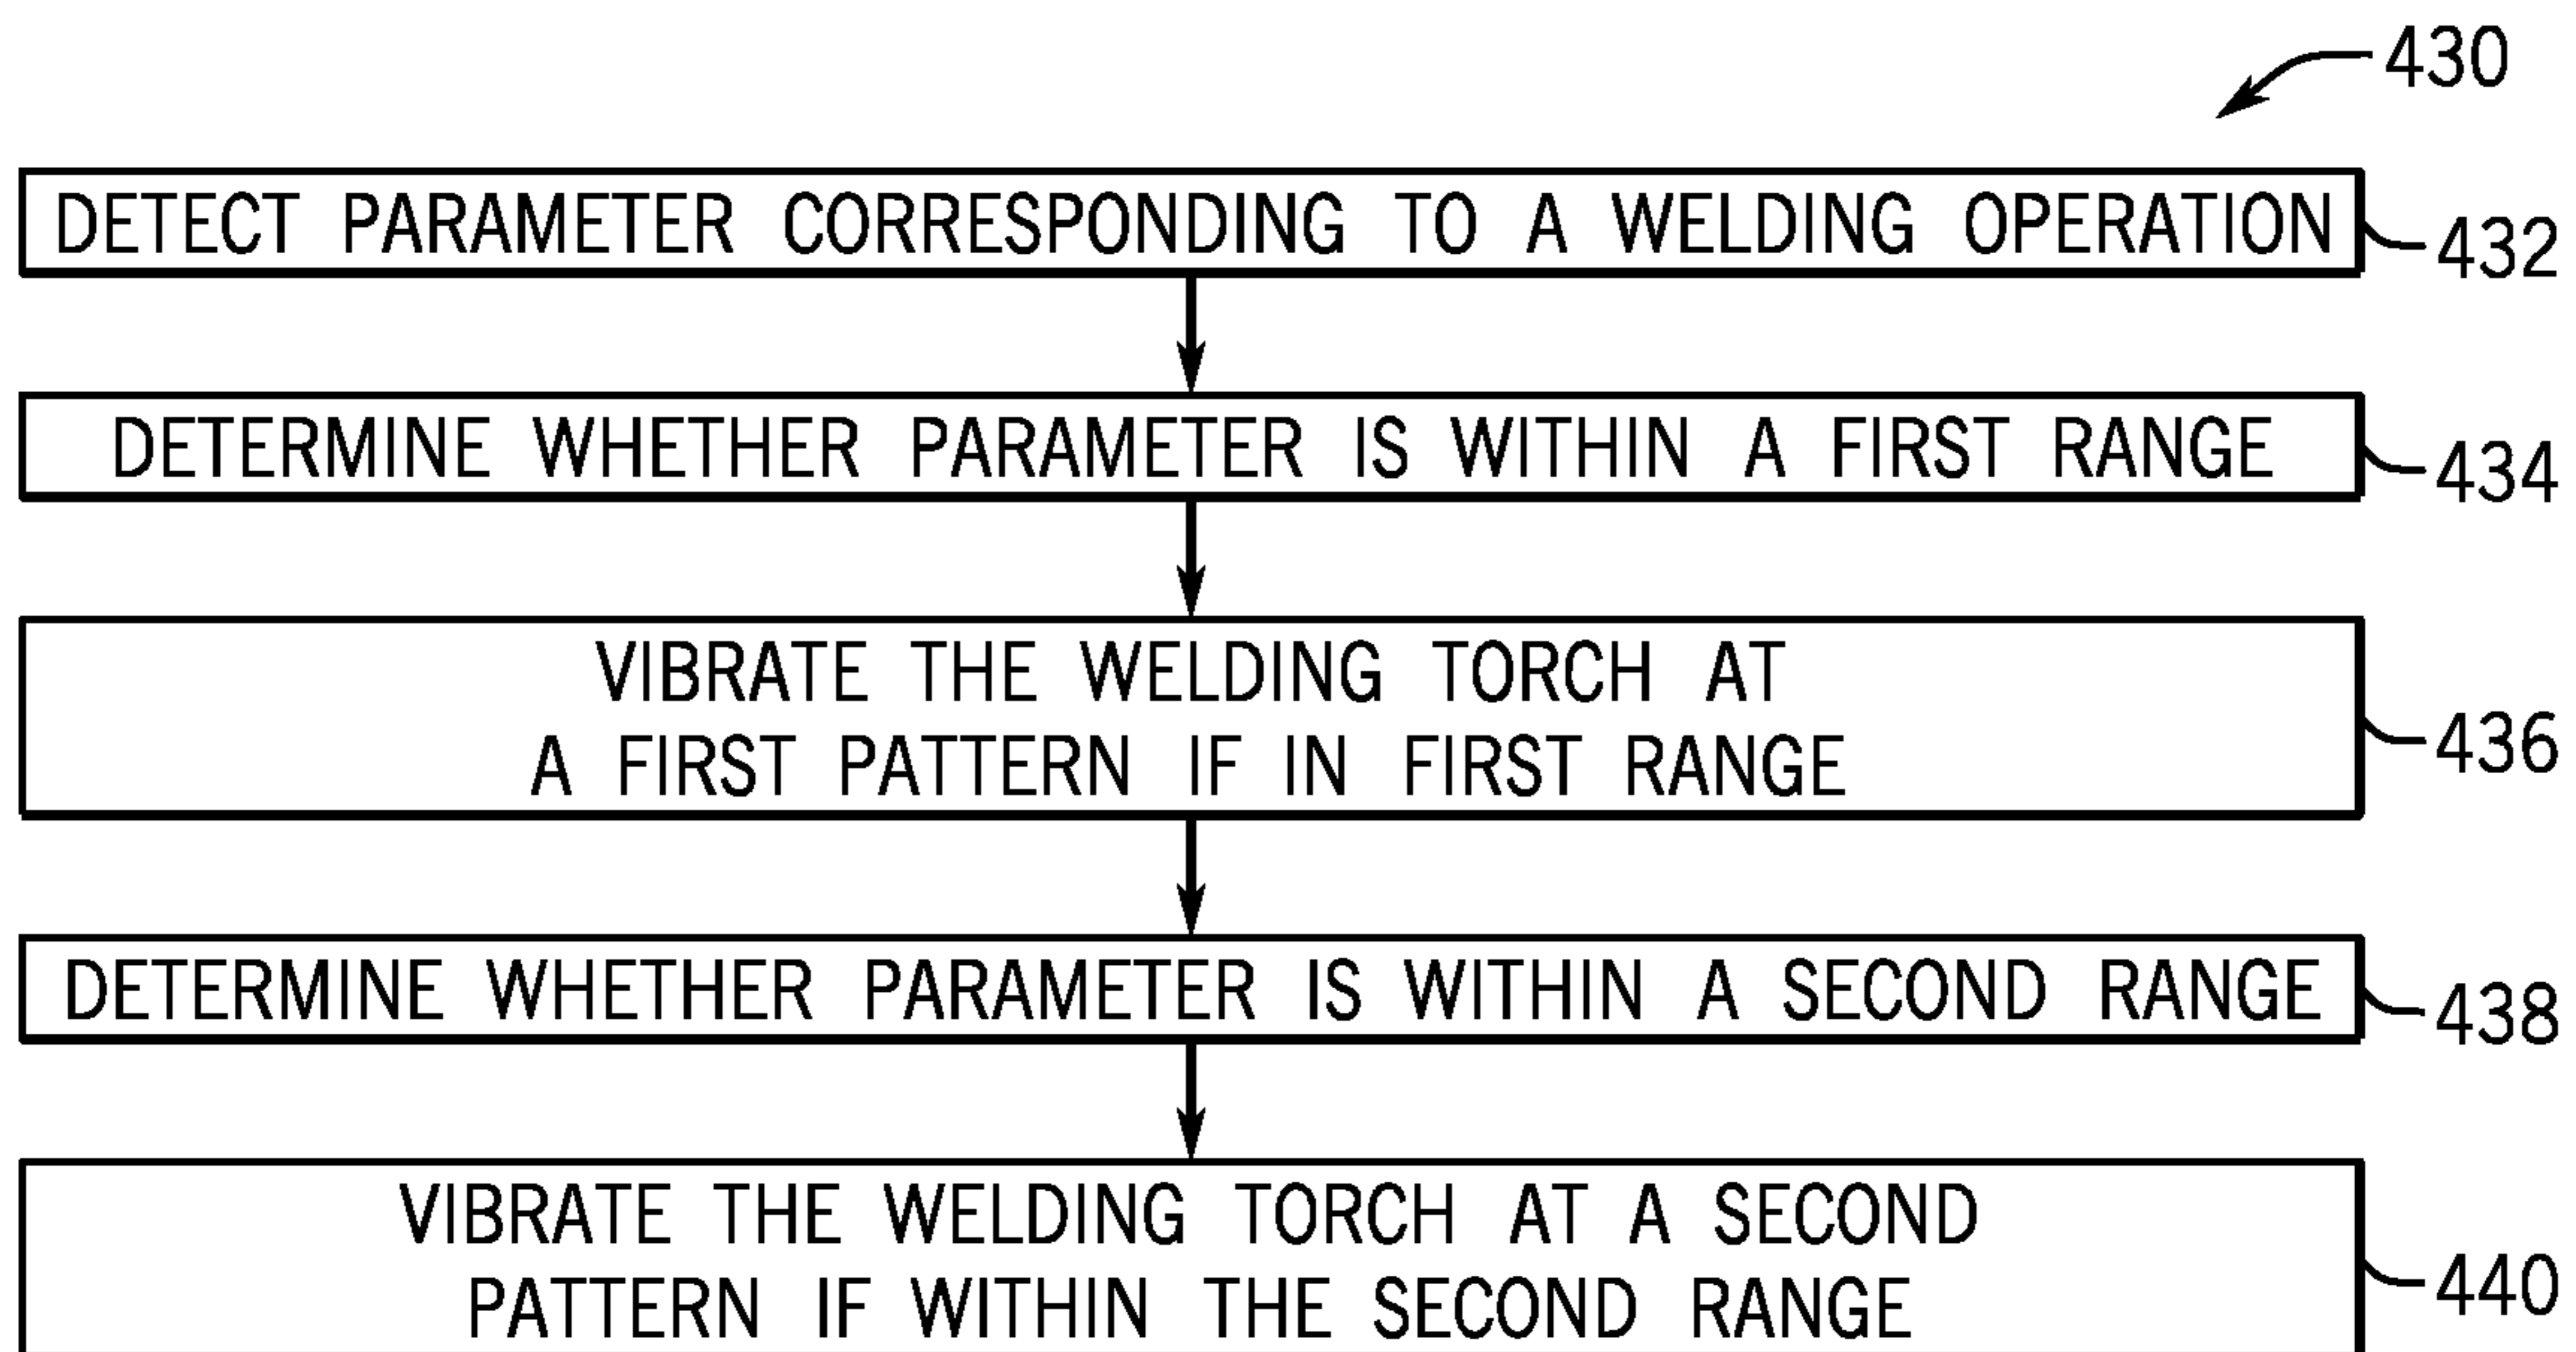 430
DETECT PARAMETER CORRESPONDING TO A WELDING OPERATION
432
DETERMINE WHETHER PARAMETER IS WITHIN A FIRST RANGE
434
VIBRATE THE WELDING TORCH AT
A FIRST PATTERN IF IN FIRST RANGE
436
DETERMINE WHETHER PARAMETER IS WITHIN A SECOND RANGE
438
VIBRATE THE WELDING TORCH AT A SECOND
PATTERN IF WITHIN THE SECOND RANGE
440